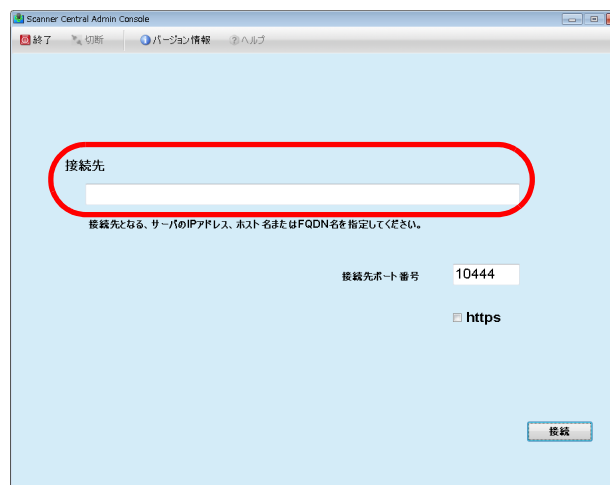 Scanner Central Admin Console
終了 切断 バージョン情報 ヘルプ
接続先
接続先となる、サーバのIPアドレス、ホスト名またはFQDN名を指定してください。
接続先ポート番号 10444
https
接続